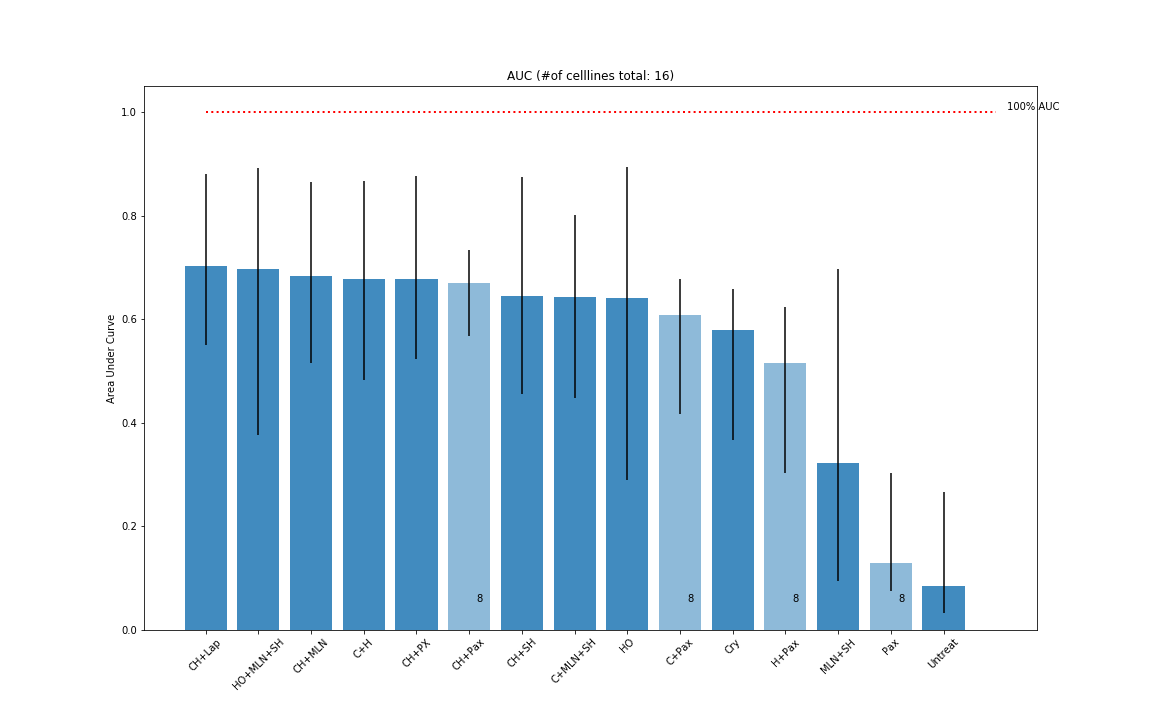 AUC (#of celllines total: 16)
100% AUC
Area Under Curve
1.0
0.8
0.6
0.4
0.2
0.0
8
8
8
8
CH+Lap
HO+MLN+SH
CH+MLN
C+H
CH+PX
CH+Pax
CH+SH
C+MLN+SH
HO
C+Pax
Cry
H+Pax
MLN+SH
Pax
Untreat